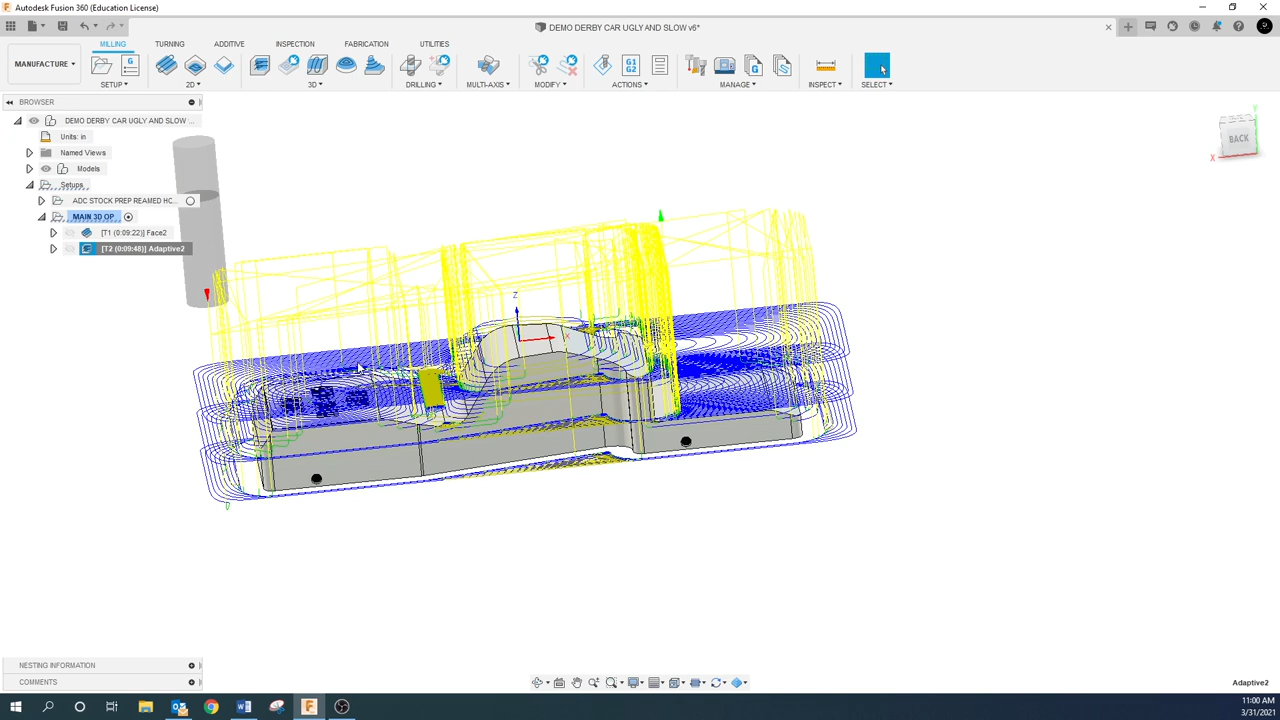 Autodesk Fusion 360 (Education License)
DEMO DERBY CAR UGLY AND SLOW v6*
MILLING TURNING ADDITIVE INSPECTION FABRICATION UTILITIES
MANUFACTURE
G1
G2
SETUP 2D 3D DRILLING MULTI-AXIS MODIFY ACTIONS MANAGE INSPECT SELECT
BROWSER
DEMO DERBY CAR UGLY AND SLOW ...
Units: in
Named Views
Models
Setups
ADC STOCK PREP REAMED HC...
MAIN 3D OP
[T1 (0:09:22)] Face2
[T2 (0:09:48)] Adaptive2
Y
BACK
X
Z
X
NESTING INFORMATION
COMMENTS
Adaptive2
11:00 AM
3/31/2021